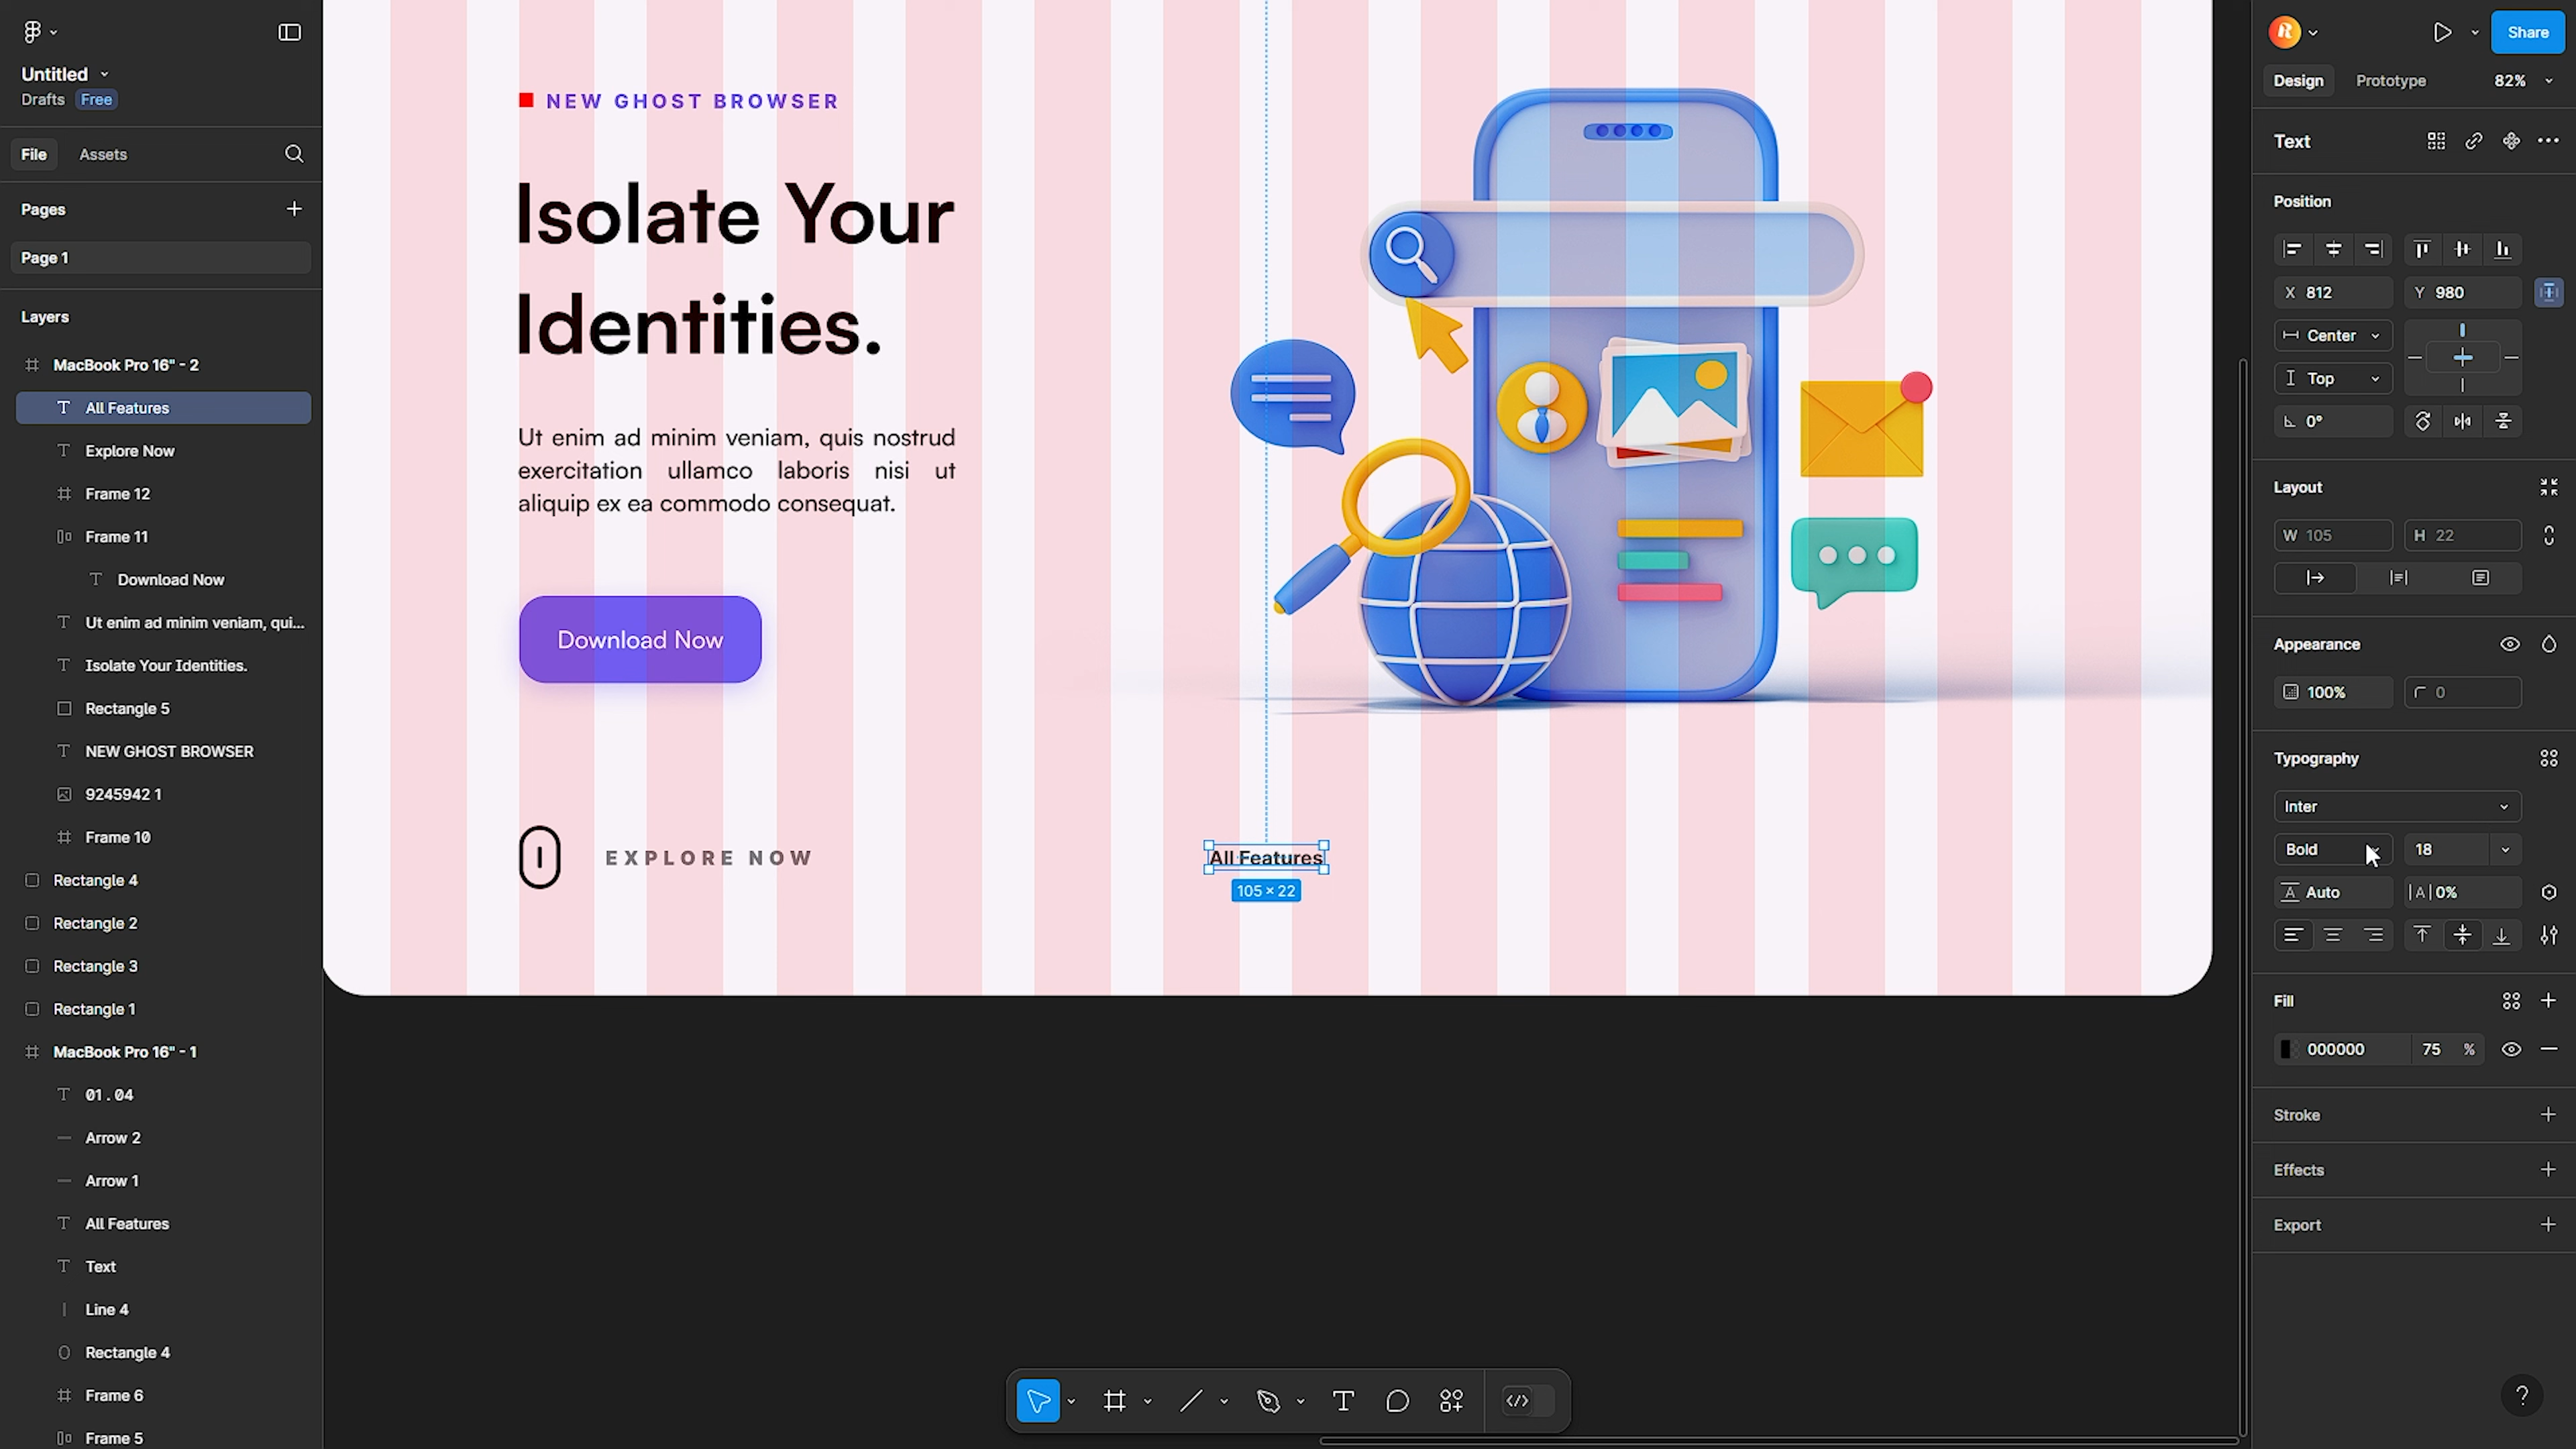 Untitled
Drafts Free
File Assets
Pages
Page 1
Layers
MacBook Pro 16" - 2
All Features
Explore Now
Frame 12
Frame 11
Download Now
Ut enim ad minim veniam, qui...
Isolate Your Identities.
Rectangle 5
NEW GHOST BROWSER
9245942 1
Frame 10
Rectangle 4
Rectangle 2
Rectangle 3
Rectangle 1
MacBook Pro 16" - 1
01 . 04
Arrow 2
Arrow 1
All Features
Text
Line 4
Rectangle 4
Frame 6
Frame 5
NEW GHOST BROWSER
Isolate Your
Identities.
Ut enim ad minim veniam, quis nostrud
exercitation ullamco laboris nisi ut
aliquip ex ea commodo consequat.
Download Now
EXPLORE NOW
All Features
105 × 22
Share
Design Prototype 82%
Text
Position
X 812 Y 980
Center
Top
0°
Layout
W 105 H 22
Appearance
100% 0
Typography
Inter
Bold 18
Auto 0%
Fill
000000 75 %
Stroke
Effects
Export
?